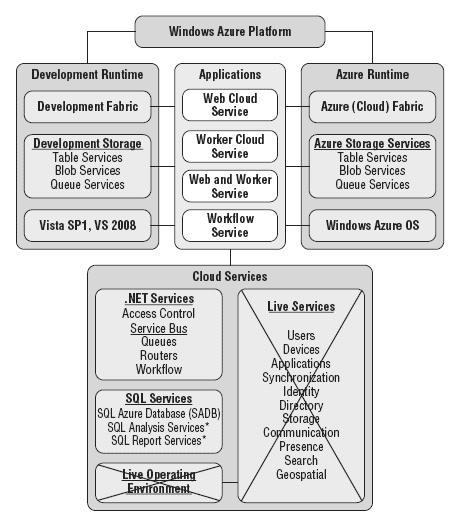 Windows Azure Platform
Development Runtime
Development Fabric
Development Storage
Table Services
Blob Services
Queue Services
Vista SP1, VS 2008
Applications
Web Cloud
Service
Worker Cloud
Service
Web and Worker
Service
Workflow
Service
Azure Runtime
Azure (Cloud) Fabric
Azure Storage Services
Table Services
Blob Services
Queue Services
Windows Azure OS
Cloud Services
.NET Services
Access Control
Service Bus
Queues
Routers
Workflow
SQL Services
SQL Azure Database (SADB)
SQL Analysis Services*
SQL Report Services*
Live Operating
Environment
Live Services
Users
Devices
Applications
Synchronization
Identity
Directory
Storage
Communication
Presence
Search
Geospatial